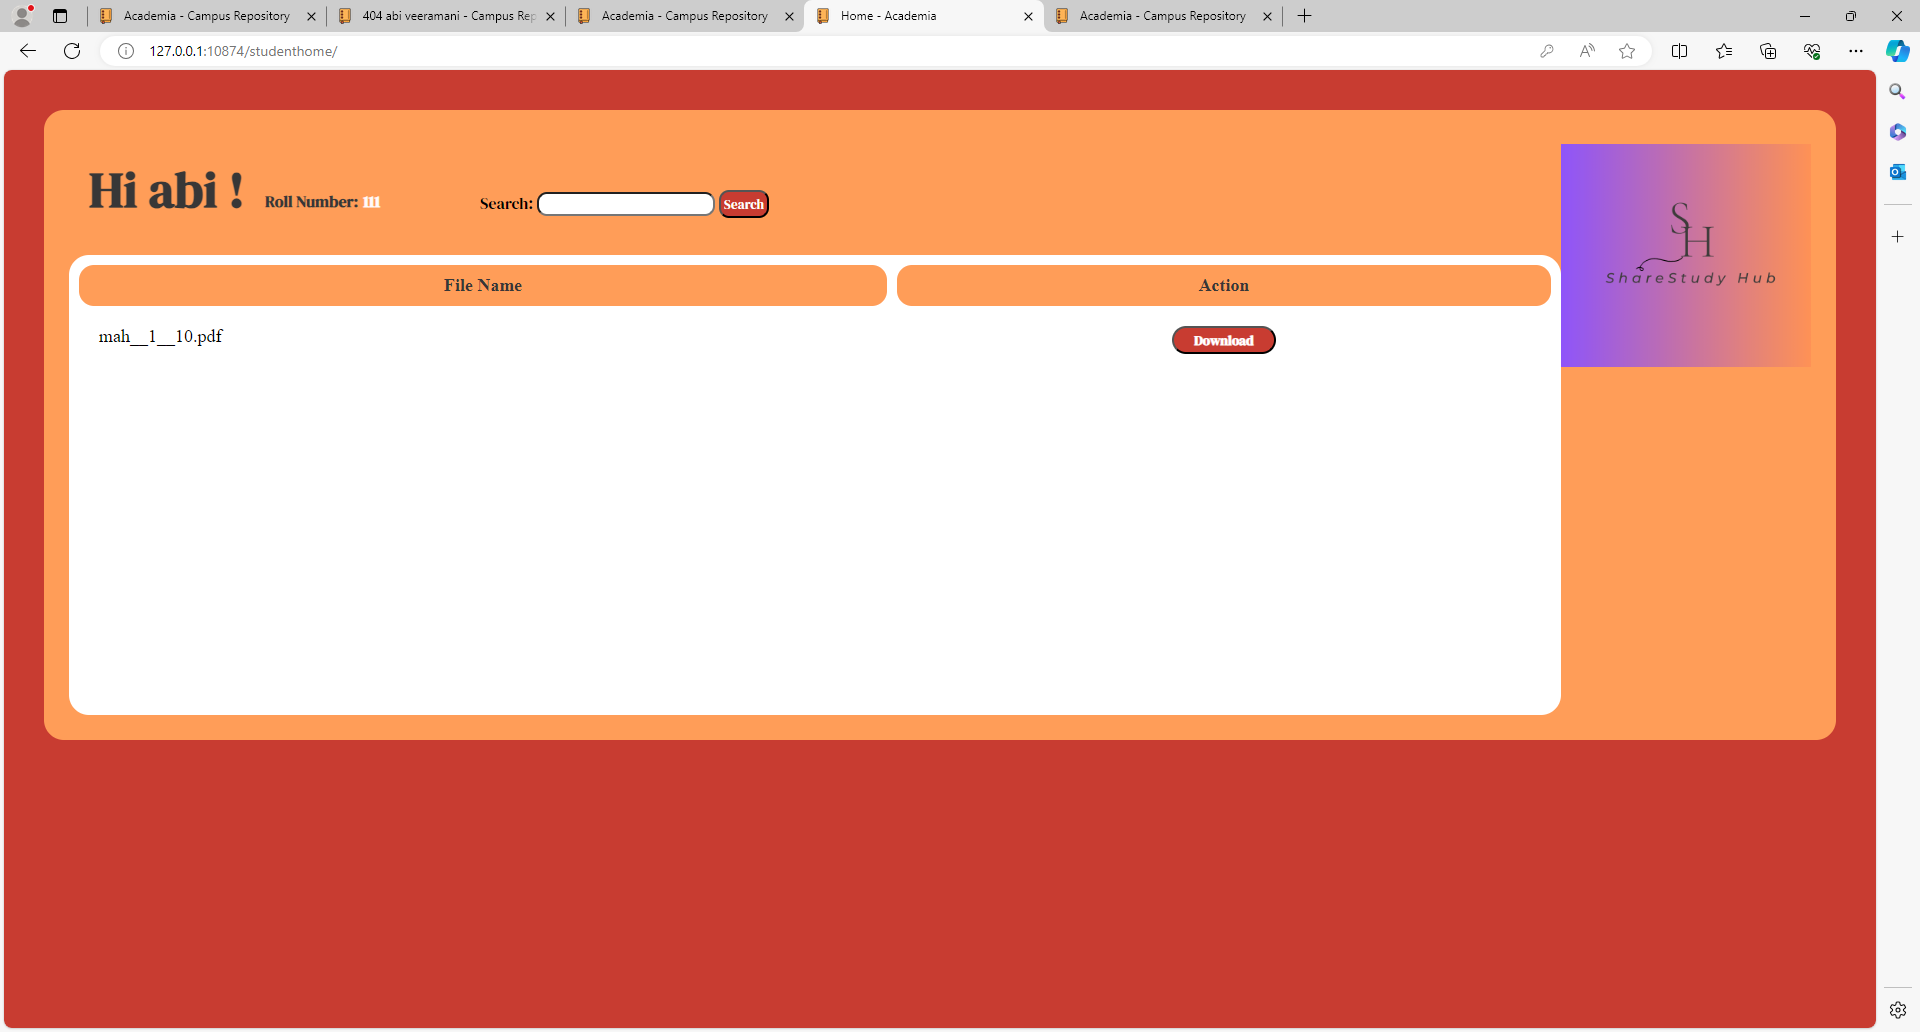 Academia - Campus Repository
404 abi veeramani - Campus Rep
Academia - Campus Repository
Home - Academia
Academia - Campus Repository
127.0.0.1:10874/studenthome/
Hi abi !
Roll Number: 111
Search:
Search
SH
ShareStudy Hub
File Name
Action
mah__1__10.pdf
Download